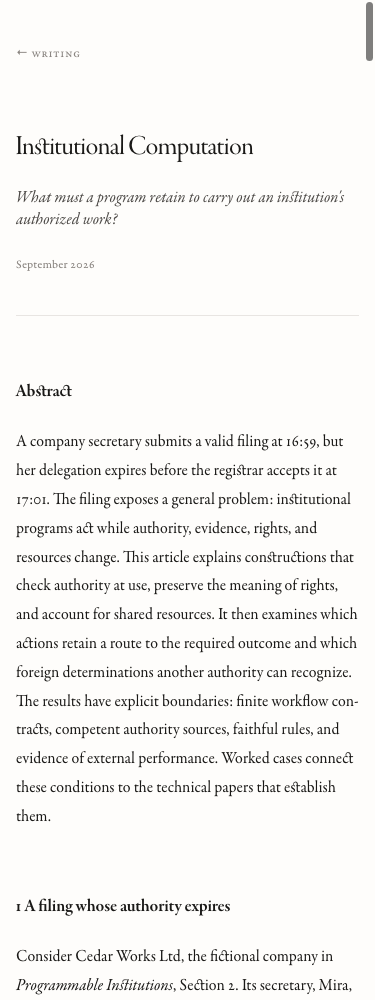 ← WRITING
Institutional Computation
What must a program retain to carry out an institution's
authorized work?
September 2026
Abstract
A company secretary submits a valid filing at 16:59, but
her delegation expires before the registrar accepts it at
17:01. The filing exposes a general problem: institutional
programs act while authority, evidence, rights, and
resources change. This article explains constructions that
check authority at use, preserve the meaning of rights,
and account for shared resources. It then examines which
actions retain a route to the required outcome and which
foreign determinations another authority can recognize.
The results have explicit boundaries: finite workflow con-
tracts, competent authority sources, faithful rules, and
evidence of external performance. Worked cases connect
these conditions to the technical papers that establish
them.
1 A filing whose authority expires
Consider Cedar Works Ltd, the fictional company in
Programmable Institutions, Section 2. Its secretary, Mira,